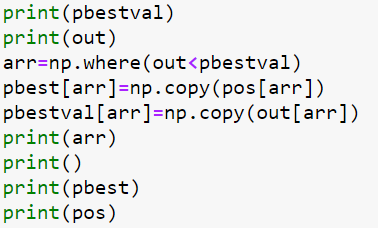 print(pbestval)
print(out)
arr=np.where(out<pbestval)
pbest[arr]=np.copy(pos[arr])
pbestval[arr]=np.copy(out[arr])
print(arr)
print()
print(pbest)
print(pos)